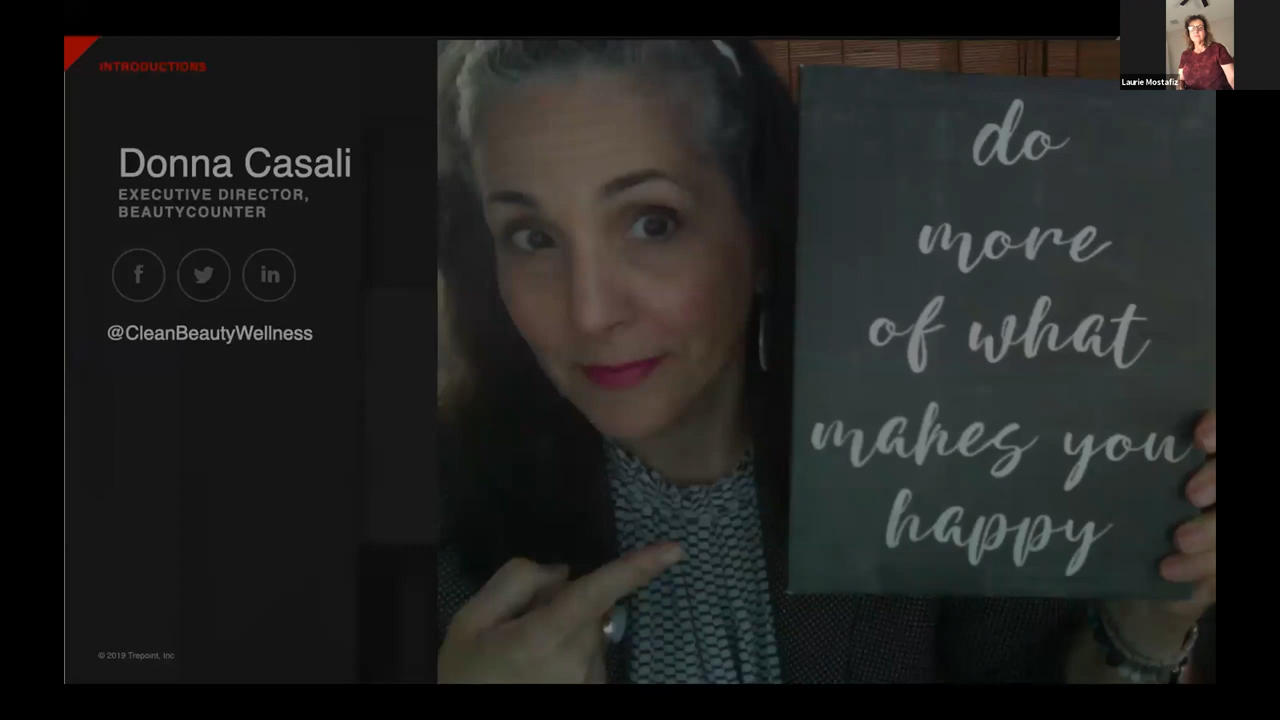 INTRODUCTIONS
Donna Casali
EXECUTIVE DIRECTOR,
BEAUTYCOUNTER
f
in
@CleanBeautyWellness
© 2019 Trepoint, Inc
do
more
of what
makes you
happy
Laurie Mostafiz